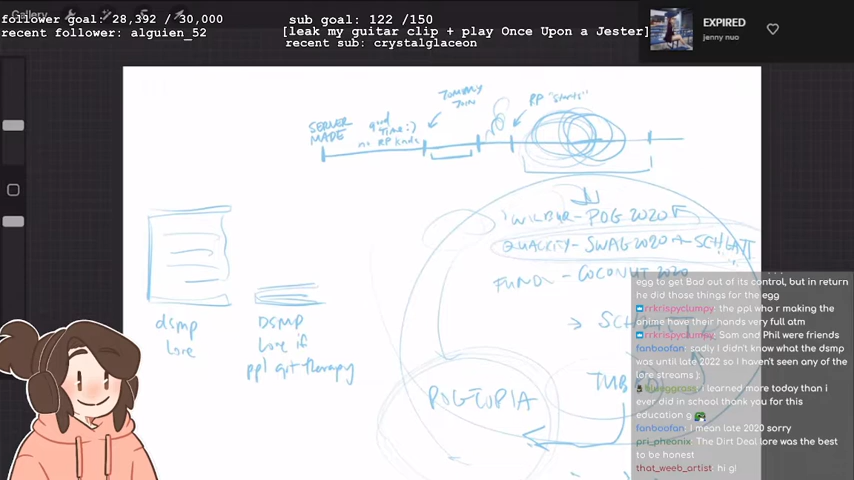 Gallery
follower goal: 28,392 / 30,000
recent follower: alguien_52
sub goal: 122 /150
[leak my guitar clip + play Once Upon a Jester]
recent sub: crystalglaceon
EXPIRED
jenny nuo
SERVER MADE
good time :)
no RP kinda
TOMMY JOIN
RP "starts"
WILBUR - POG 2020
QUACKITY - SWAG 2020 + SCHLATT
FUNDY - COCONUT 2020
POGTOPIA
dsmp
lore
DSMP
lore if
ppl got therapy
egg to get Bad out of its control, but in return
he did those things for the egg
rrkrispyclumpy: the ppl who r making the
anime have their hands very full atm
rrkrispyclumpy: Sam and Phil were friends
fanboofan: sadly I didn't know what the dsmp
was until late 2022 so I haven't seen any of the
lore streams :
i learned more today than i
ever did in school thank you for this
education g
fanboofan: I mean late 2020 sorry
pri_pheonix: The Dirt Deal lore was the best
to be honest
that_weeb_artist: hi g!